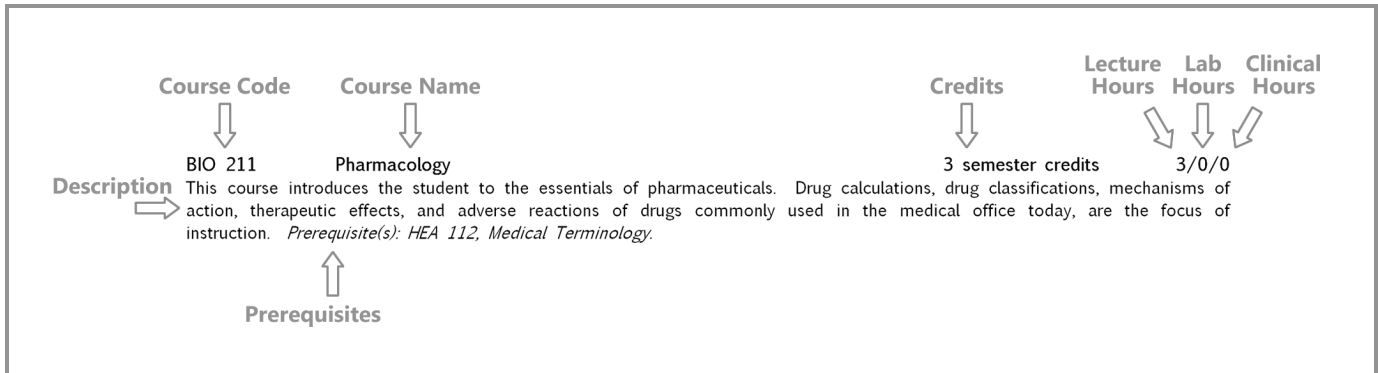 Lecture Lab Clinical
Course Code Course Name Credits Hours Hours Hours
BIO 211 Pharmacology 3 semester credits 3/0/0
Description This course introduces the student to the essentials of pharmaceuticals. Drug calculations, drug classifications, mechanisms of
action, therapeutic effects, and adverse reactions of drugs commonly used in the medical office today, are the focus of
instruction. Prerequisite(s): HEA 112, Medical Terminology.
Prerequisites